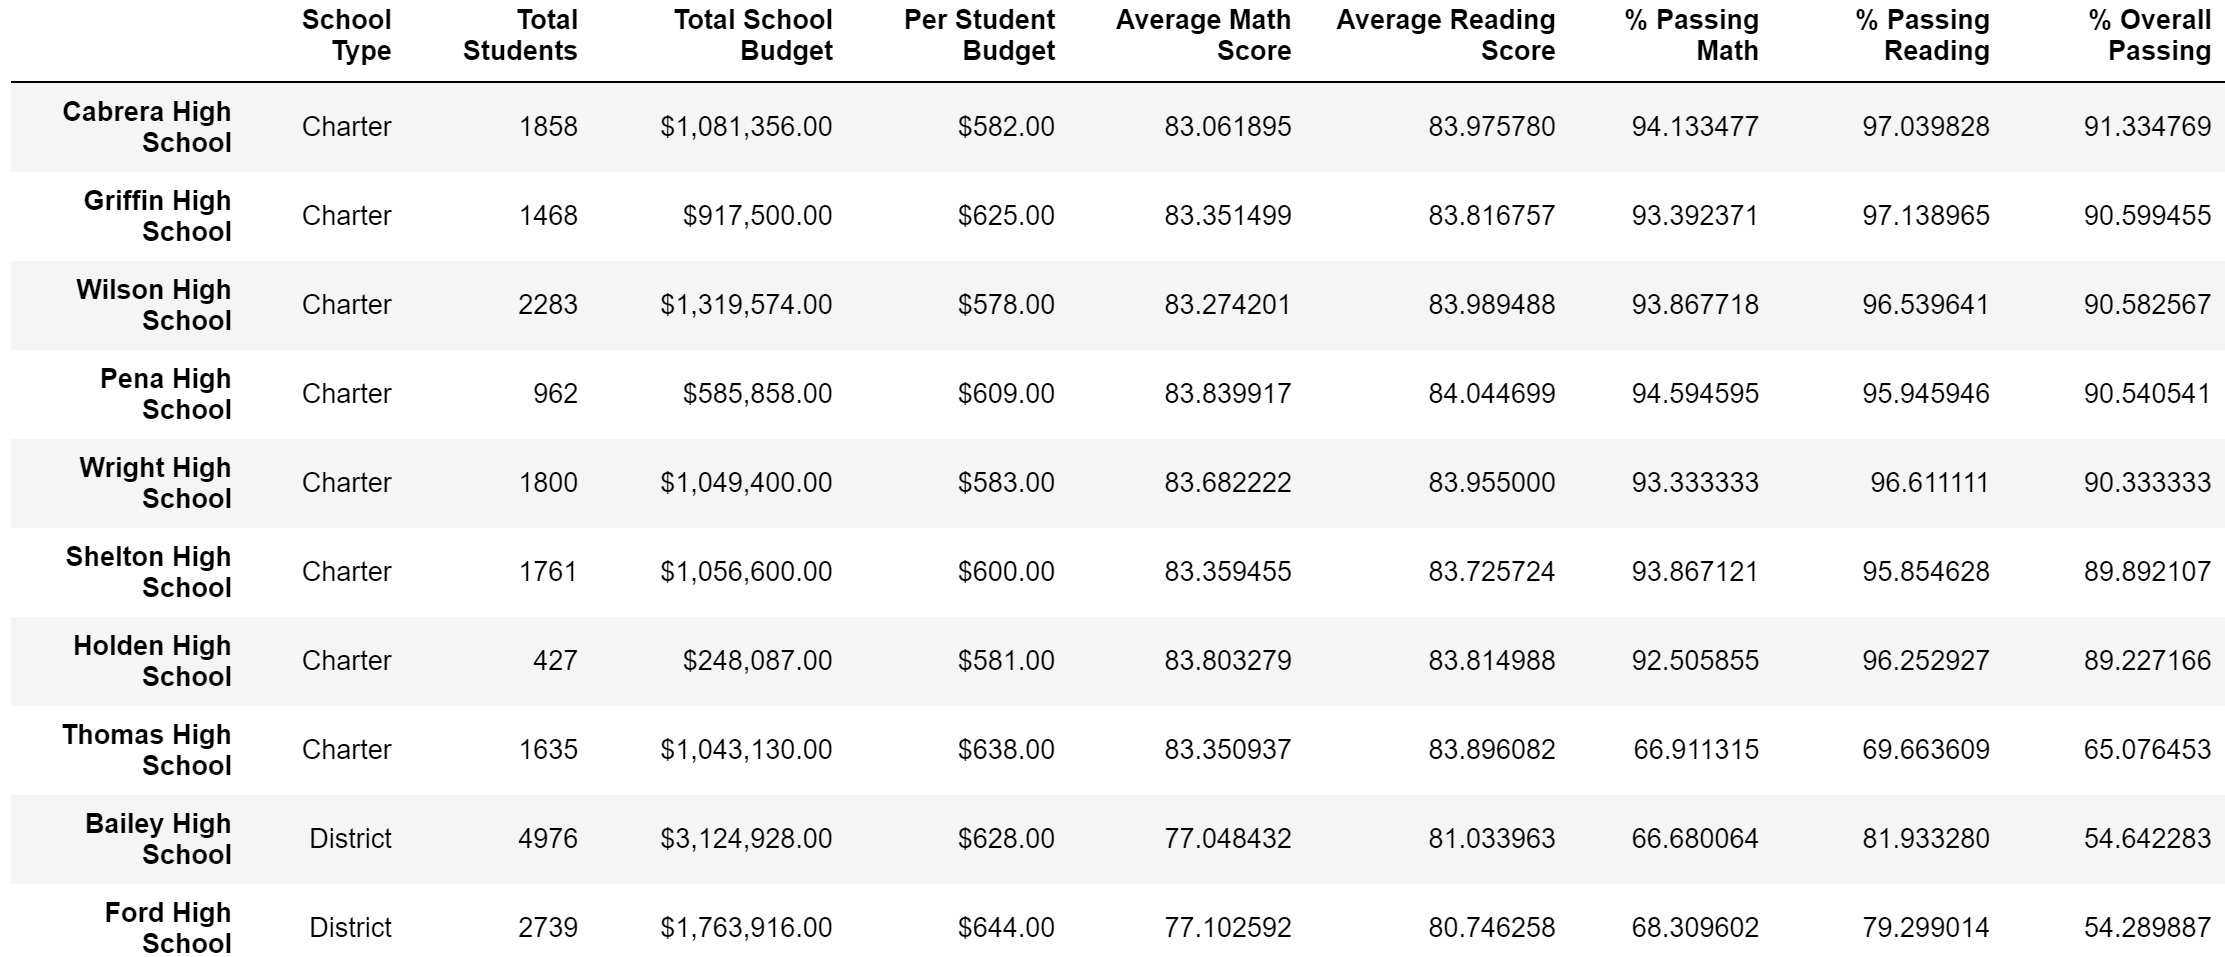 School Type Total Students Total School Budget Per Student Budget Average Math Score Average Reading Score % Passing Math % Passing Reading % Overall Passing
Cabrera High School Charter 1858 $1,081,356.00 $582.00 83.061895 83.975780 94.133477 97.039828 91.334769
Griffin High School Charter 1468 $917,500.00 $625.00 83.351499 83.816757 93.392371 97.138965 90.599455
Wilson High School Charter 2283 $1,319,574.00 $578.00 83.274201 83.989488 93.867718 96.539641 90.582567
Pena High School Charter 962 $585,858.00 $609.00 83.839917 84.044699 94.594595 95.945946 90.540541
Wright High School Charter 1800 $1,049,400.00 $583.00 83.682222 83.955000 93.333333 96.611111 90.333333
Shelton High School Charter 1761 $1,056,600.00 $600.00 83.359455 83.725724 93.867121 95.854628 89.892107
Holden High School Charter 427 $248,087.00 $581.00 83.803279 83.814988 92.505855 96.252927 89.227166
Thomas High School Charter 1635 $1,043,130.00 $638.00 83.350937 83.896082 66.911315 69.663609 65.076453
Bailey High School District 4976 $3,124,928.00 $628.00 77.048432 81.033963 66.680064 81.933280 54.642283
Ford High School District 2739 $1,763,916.00 $644.00 77.102592 80.746258 68.309602 79.299014 54.289887